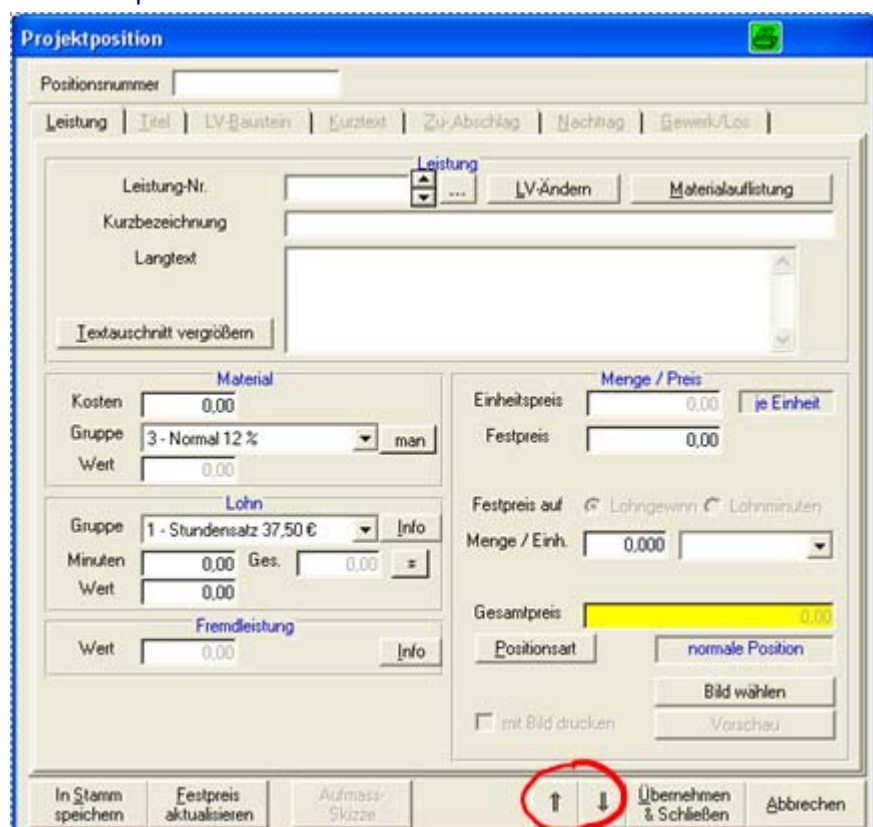 Projektposition
Positionsnummer
Leistung Titel LV-Baustein Kurztext Zu-Abschlag Nachtrag Gewerk/Los
Leistung
Leistung-Nr. ... LV-Ändern Materialauflistung
Kurzbezeichnung
Langtext
Textauschnitt vergrößern
Material
Kosten 0,00
Gruppe 3 - Normal 12 % man
Wert 0,00
Lohn
Gruppe 1 - Stundensatz 37,50 € Info
Minuten 0,00 Ges. 0,00 =
Wert 0,00
Fremdleistung
Wert 0,00 Info
Menge / Preis
Einheitspreis 0,00 je Einheit
Festpreis 0,00
Festpreis auf Lohngewinn Lohnminuten
Menge / Einh. 0,000
Gesamtpreis 0,00
Positionsart normale Position
Bild wählen
mit Bild drucken Vorschau
In Stamm speichern
Festpreis aktualisieren
Aufmass-Skizze
⇑ ⇓
Übernehmen & Schließen
Abbrechen